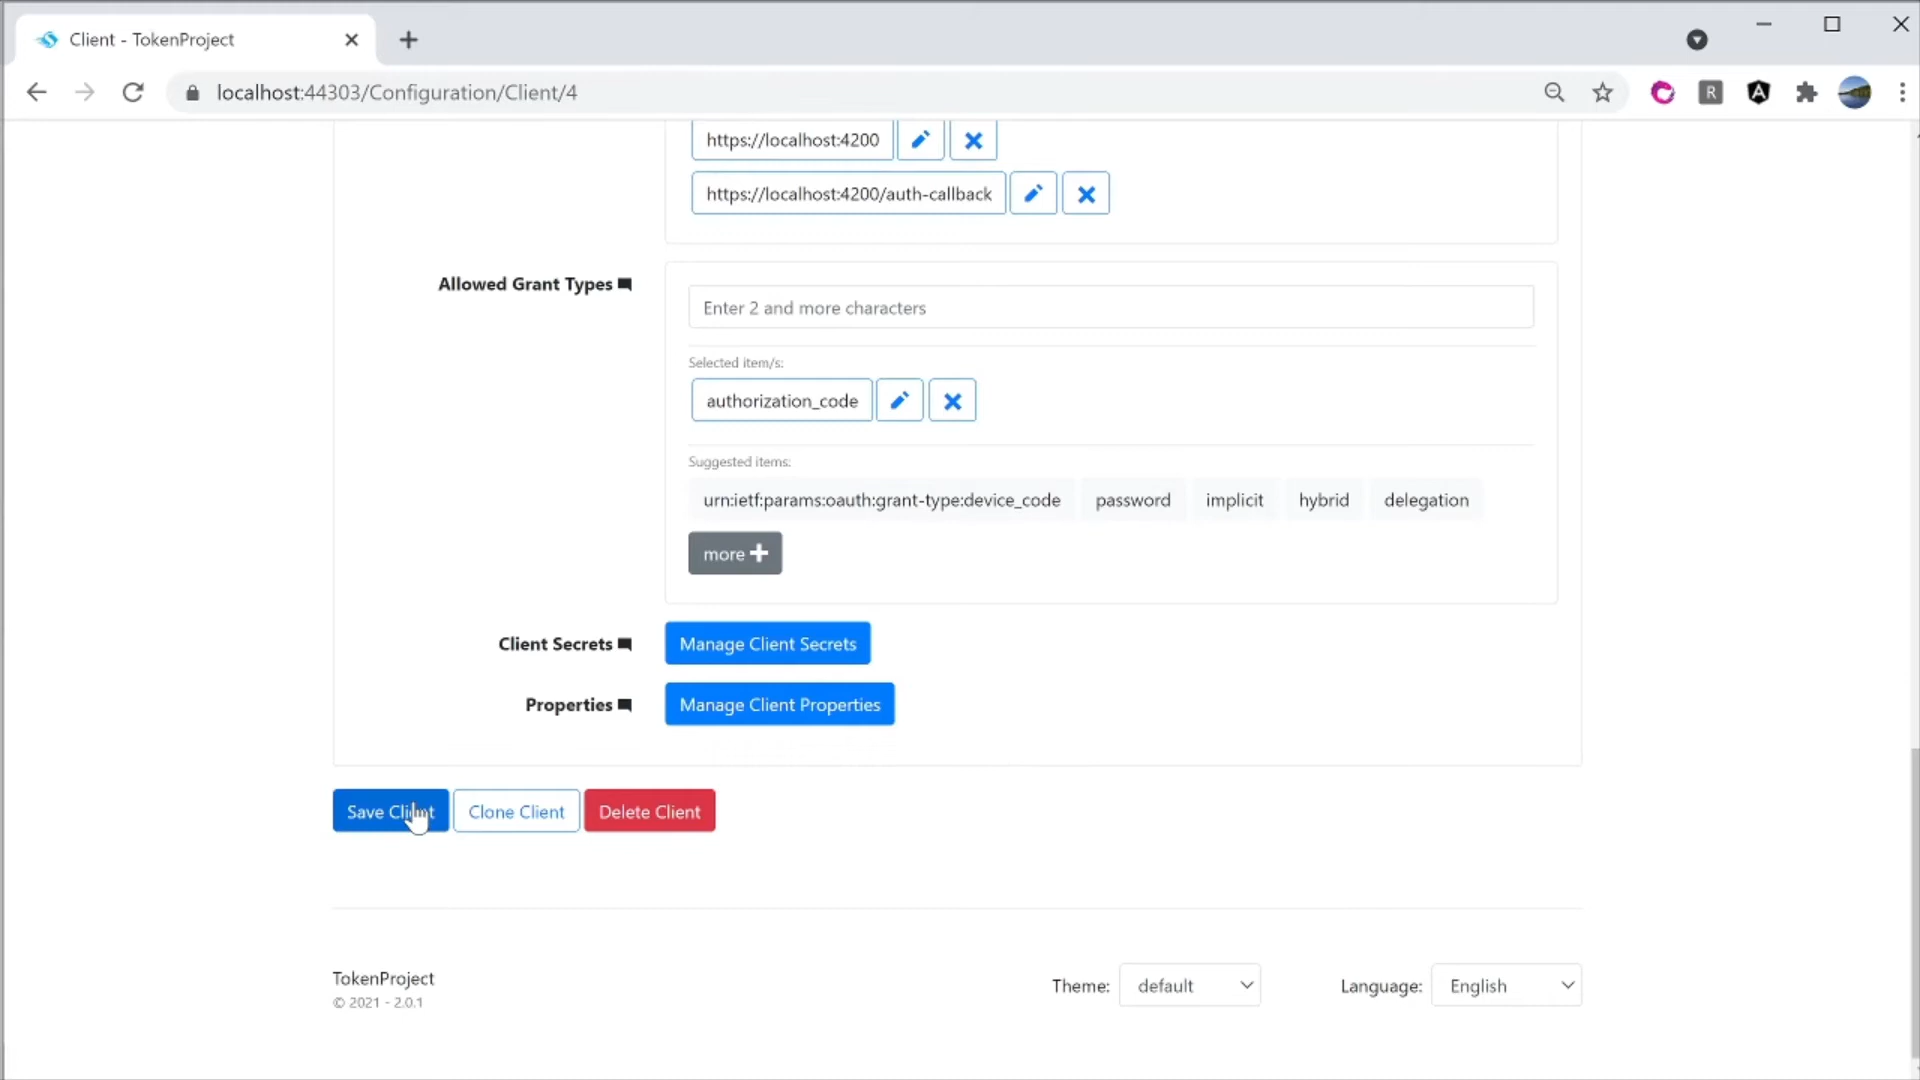 Client - TokenProject
localhost:44303/Configuration/Client/4
https://localhost:4200
https://localhost:4200/auth-callback
Allowed Grant Types
Enter 2 and more characters
Selected item/s:
authorization_code
Suggested items:
urn:ietf:params:oauth:grant-type:device_code password implicit hybrid delegation
more
Client Secrets Manage Client Secrets
Properties Manage Client Properties
Save Client Clone Client Delete Client
TokenProject
© 2021 - 2.0.1
Theme: default Language: English